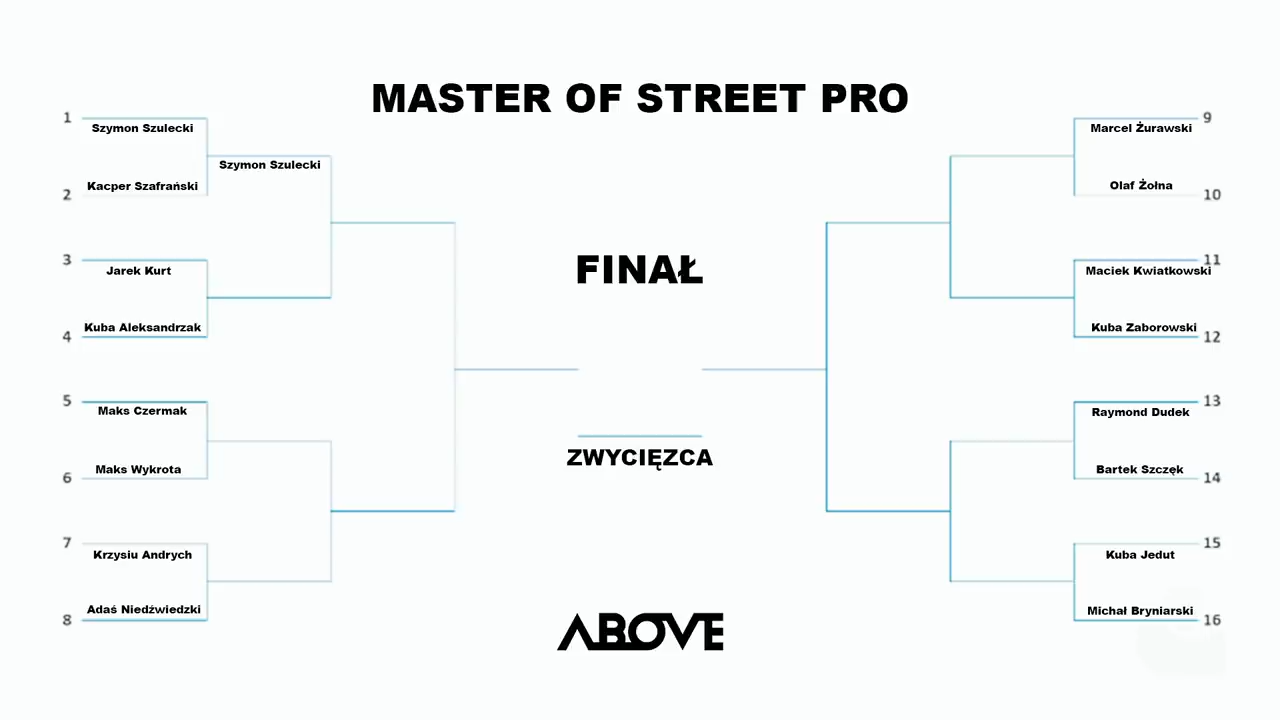 MASTER OF STREET PRO
1
Szymon Szulecki
Kacper Szafrański
2
Szymon Szulecki
3
Jarek Kurt
Kuba Aleksandrzak
4
5
Maks Czermak
Maks Wykrota
6
7
Krzysiu Andrych
Adaś Niedźwiedzki
8
FINAŁ
ZWYCIĘZCA
ABOVE
9
Marcel Żurawski
Olaf Żołna
10
11
Maciek Kwiatkowski
Kuba Zaborowski
12
13
Raymond Dudek
Bartek Szczęk
14
15
Kuba Jedut
Michał Bryniarski
16